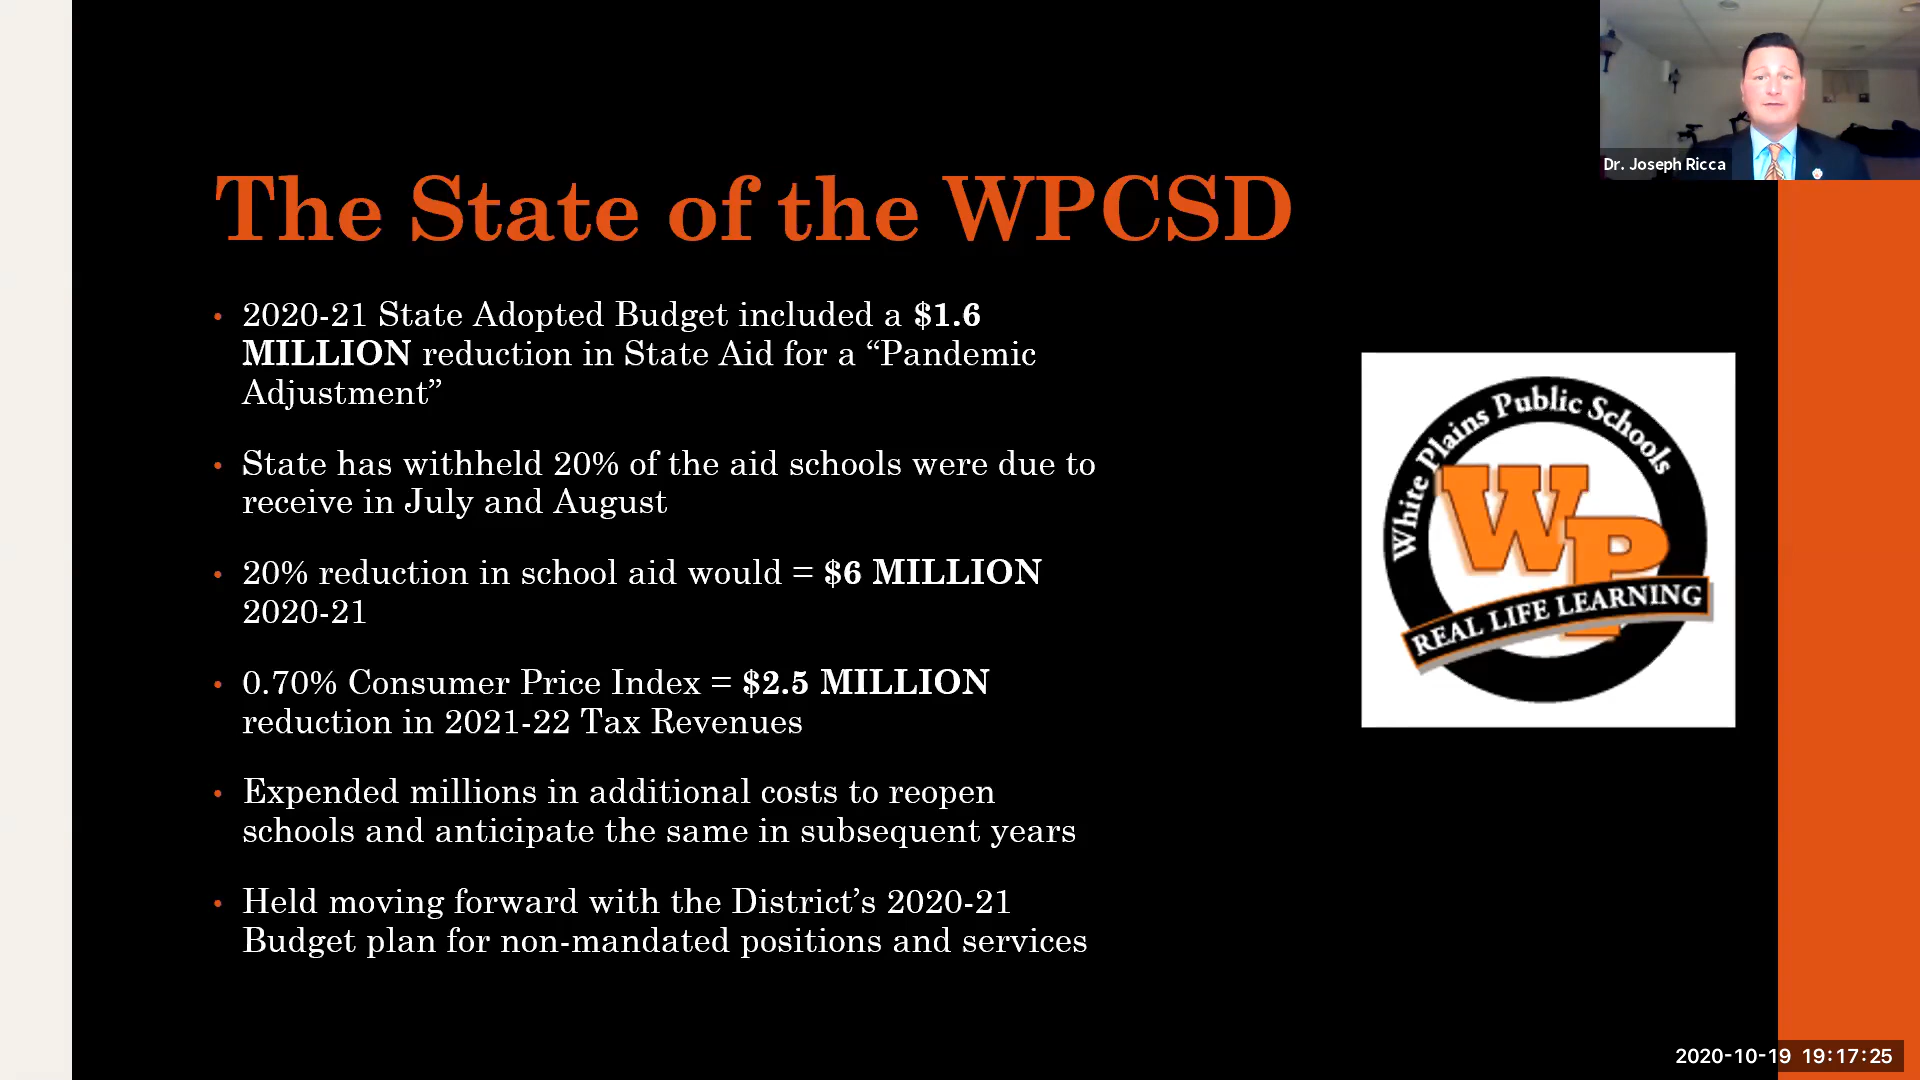 Dr. Joseph Ricca
The State of the WPCSD
• 2020-21 State Adopted Budget included a $1.6
MILLION reduction in State Aid for a “Pandemic
Adjustment”
• State has withheld 20% of the aid schools were due to
receive in July and August
• 20% reduction in school aid would = $6 MILLION
2020-21
• 0.70% Consumer Price Index = $2.5 MILLION
reduction in 2021-22 Tax Revenues
• Expended millions in additional costs to reopen
schools and anticipate the same in subsequent years
• Held moving forward with the District’s 2020-21
Budget plan for non-mandated positions and services
White Plains Public Schools
WP
REAL LIFE LEARNING
2020-10-19 19:17:25